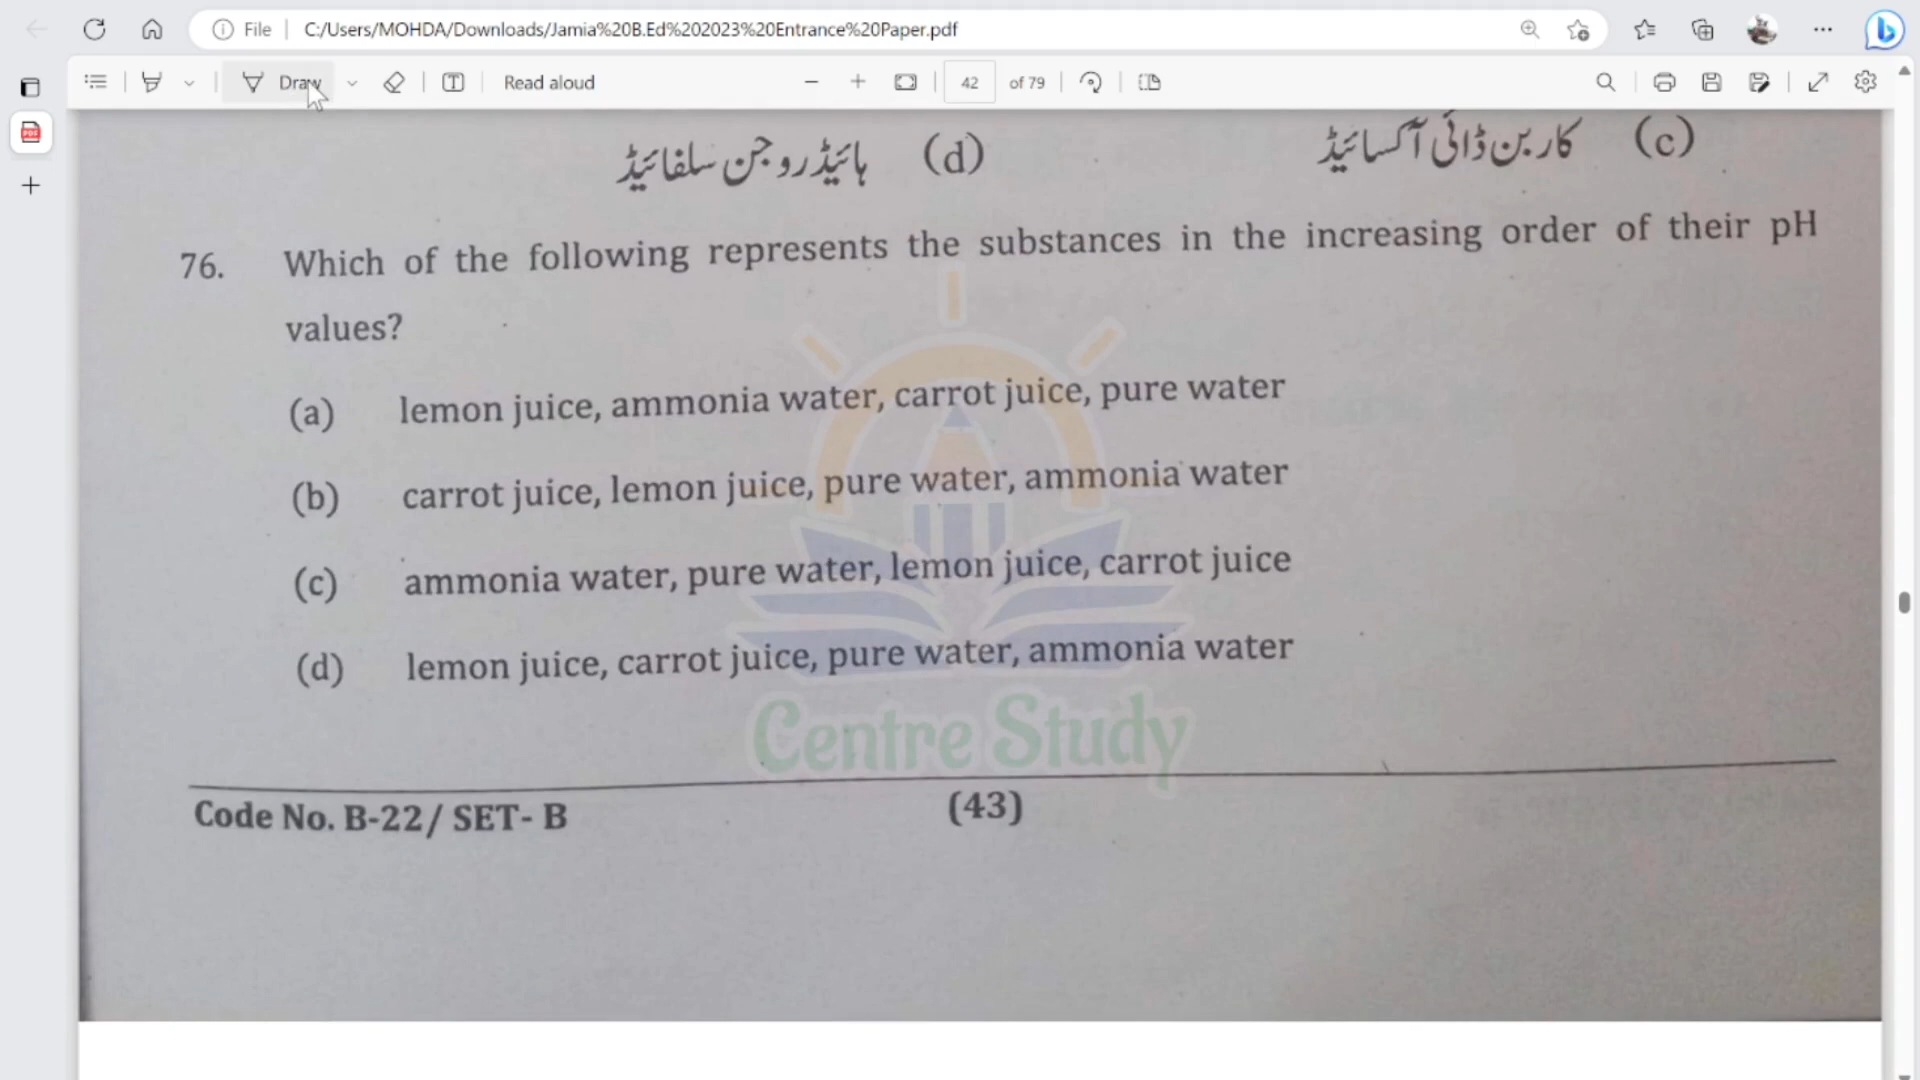 File
C:/Users/MOHDA/Downloads/Jamia%20B.Ed%202023%20Entrance%20Paper.pdf
Draw
Read aloud
42 of 79
(c) کاربن ڈائی آکسائیڈ (d) ہائیڈروجن سلفائیڈ
76. Which of the following represents the substances in the increasing order of their pH
values?
(a) lemon juice, ammonia water, carrot juice, pure water
(b) carrot juice, lemon juice, pure water, ammonia water
(c) ammonia water, pure water, lemon juice, carrot juice
(d) lemon juice, carrot juice, pure water, ammonia water
Centre Study
Code No. B-22/ SET- B (43)